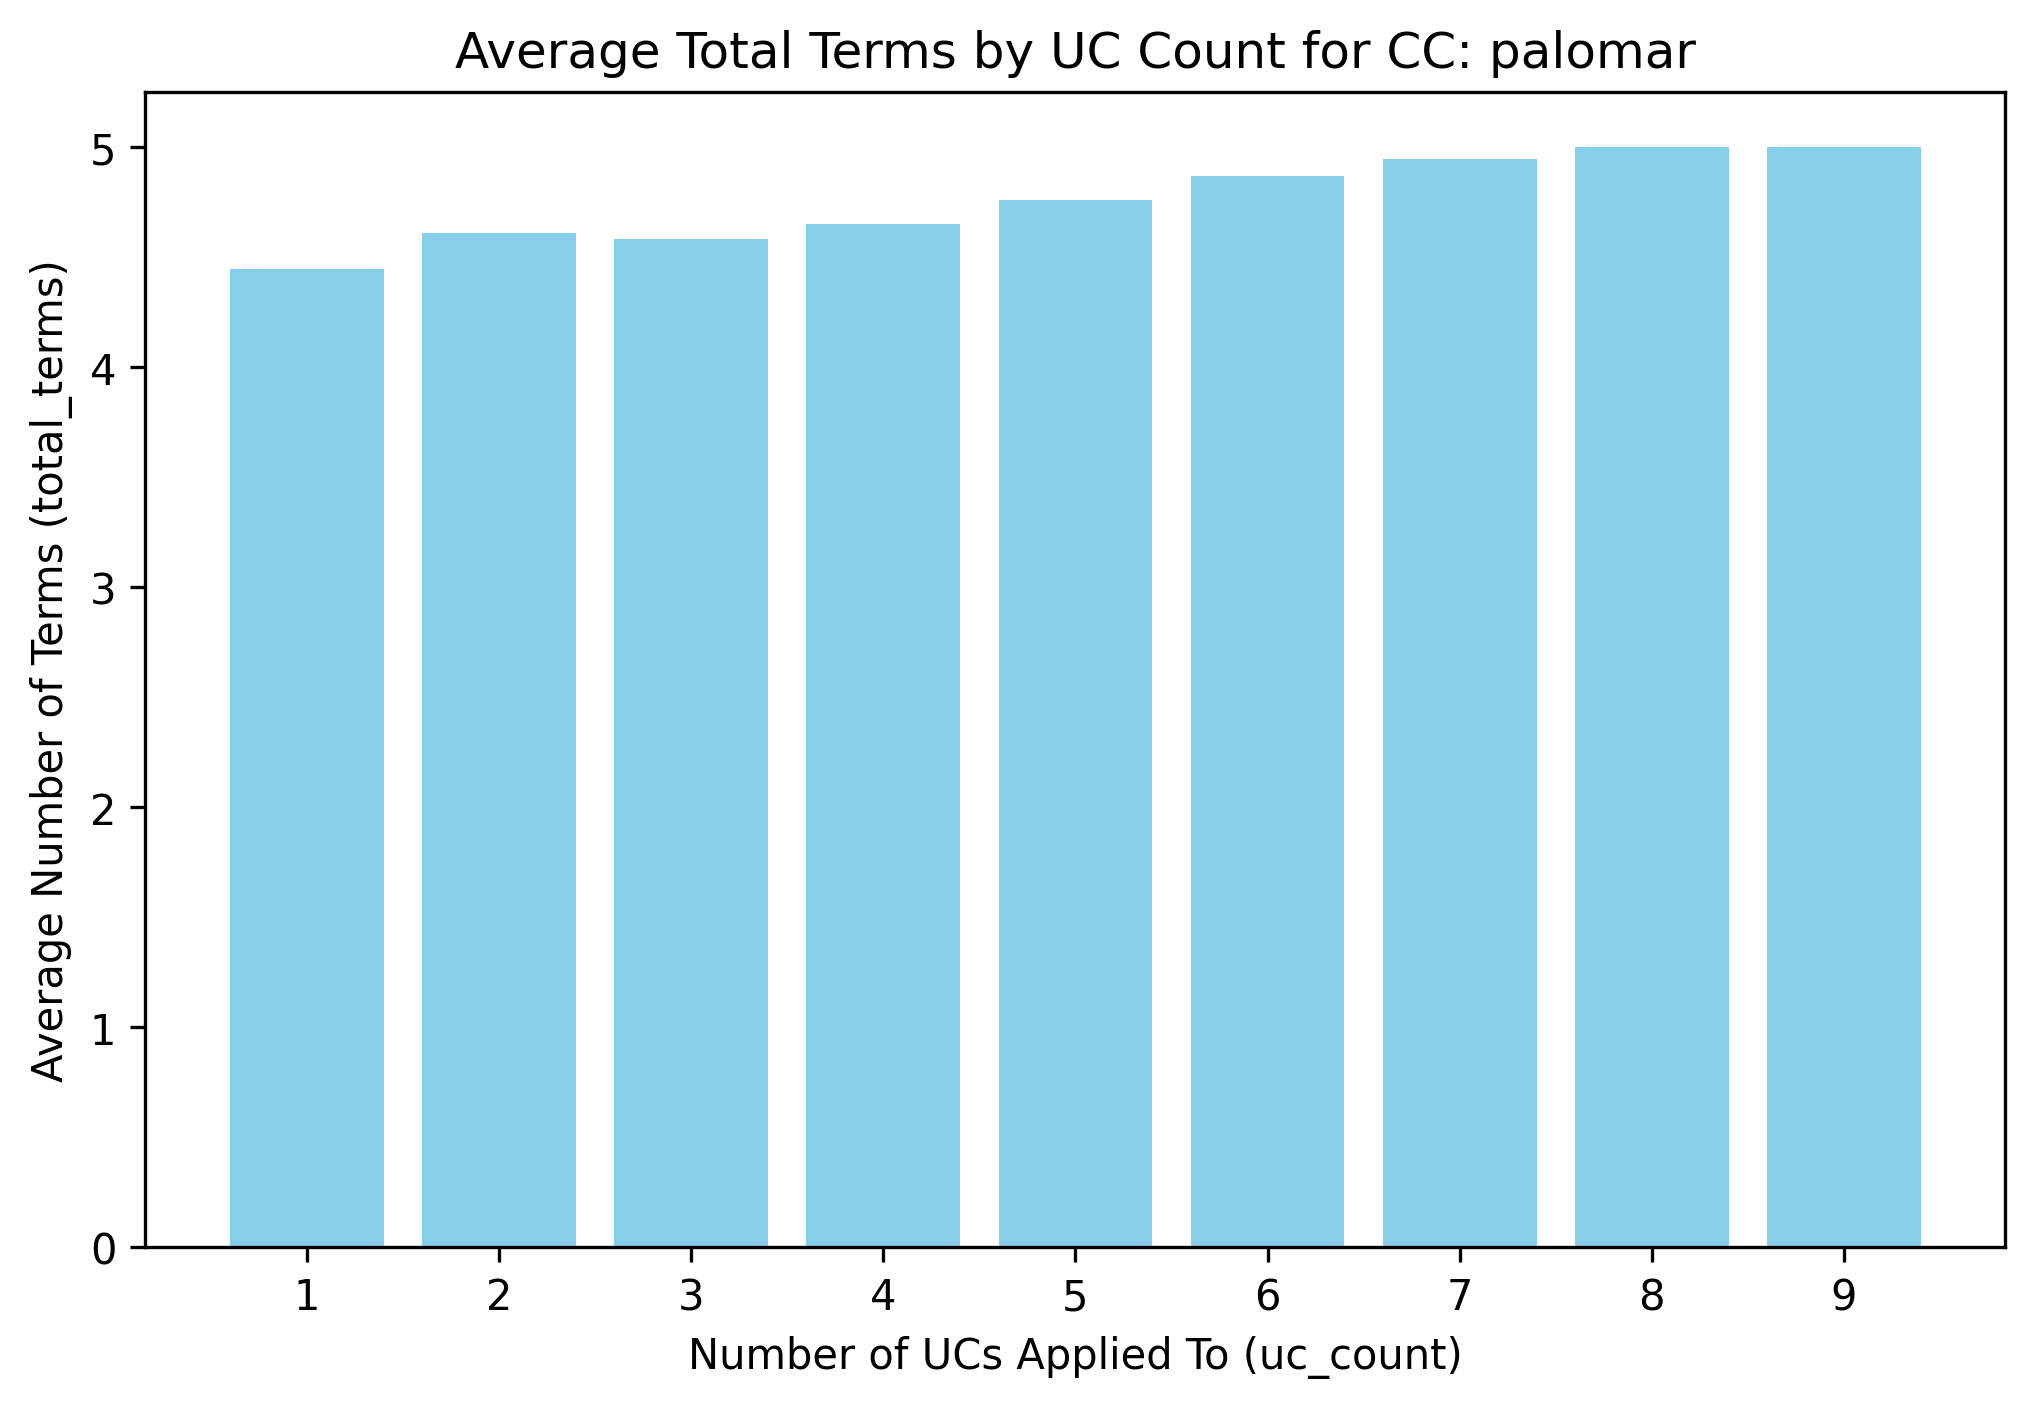 Average Total Terms by UC Count for CC: palomar
Average Number of Terms (total_terms)
5
4
3
2
1
0
1 2 3 4 5 6 7 8 9
Number of UCs Applied To (uc_count)